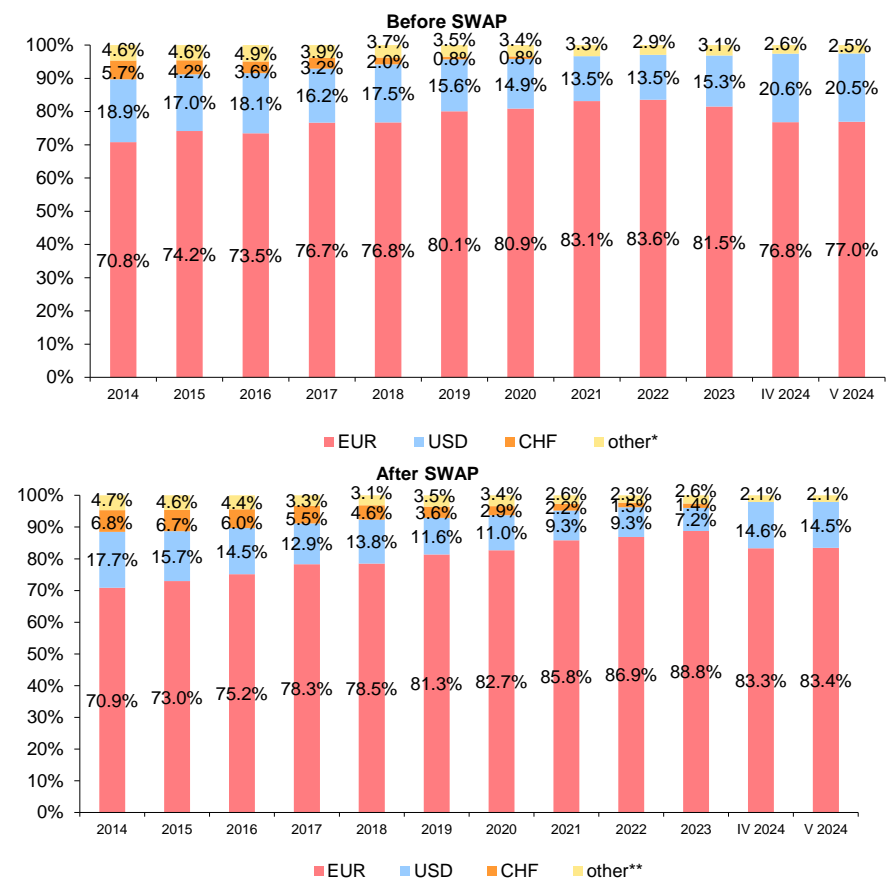 Before SWAP
100%
90%
80%
70%
60%
50%
40%
30%
20%
10%
0%
4.6% 4.6% 4.9% 3.9% 3.7% 3.5% 3.4% 3.3% 2.9% 3.1% 2.6% 2.5%
5.7% 4.2% 3.6% 3.2% 2.0% 0.8% 0.8%
18.9% 17.0% 18.1% 16.2% 17.5% 15.6% 14.9% 13.5% 13.5% 15.3% 20.6% 20.5%
70.8% 74.2% 73.5% 76.7% 76.8% 80.1% 80.9% 83.1% 83.6% 81.5% 76.8% 77.0%
2014 2015 2016 2017 2018 2019 2020 2021 2022 2023 IV 2024 V 2024
EUR USD CHF other*
After SWAP
100%
90%
80%
70%
60%
50%
40%
30%
20%
10%
0%
4.7% 4.6% 4.4% 3.3% 3.1% 3.5% 3.4% 2.6% 2.3% 2.6% 2.1% 2.1%
6.8% 6.7% 6.0% 5.5% 4.6% 3.6% 2.9% 2.2% 1.5% 1.4%
17.7% 15.7% 14.5% 12.9% 13.8% 11.6% 11.0% 9.3% 9.3% 7.2% 14.6% 14.5%
70.9% 73.0% 75.2% 78.3% 78.5% 81.3% 82.7% 85.8% 86.9% 88.8% 83.3% 83.4%
2014 2015 2016 2017 2018 2019 2020 2021 2022 2023 IV 2024 V 2024
EUR USD CHF other**